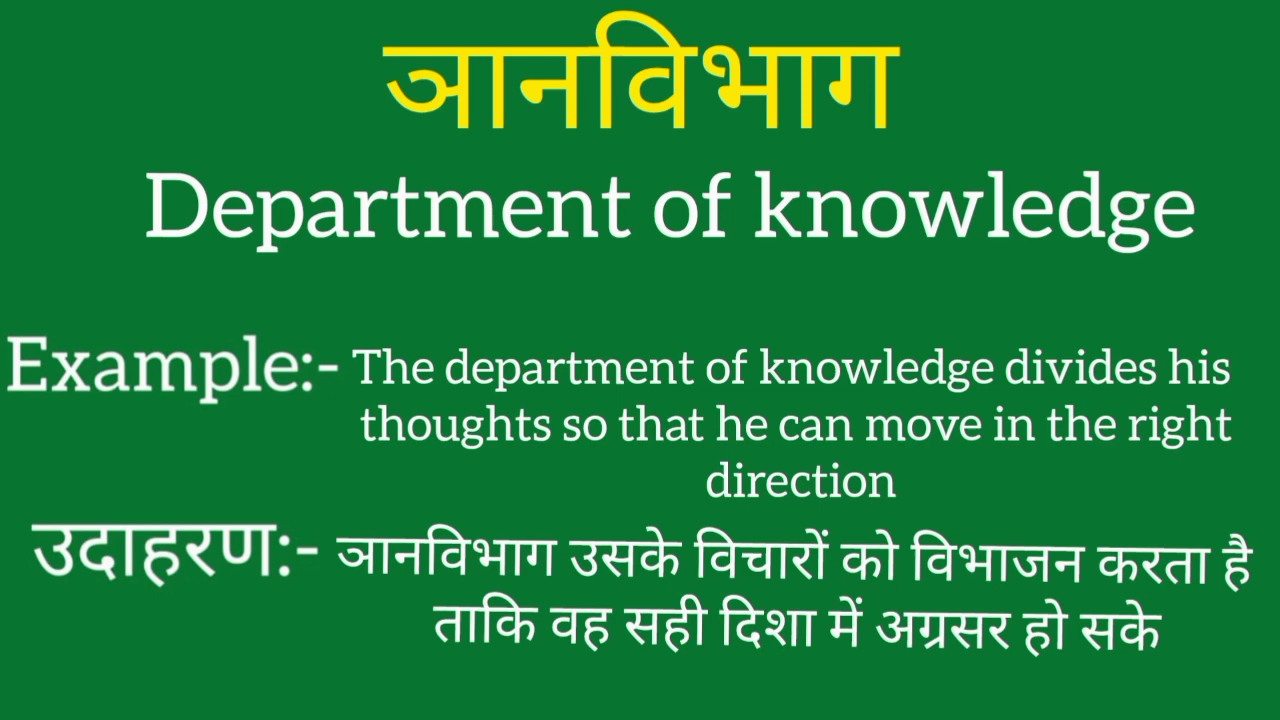 ञानविभाग
Department of knowledge
Example:- The department of knowledge divides his
thoughts so that he can move in the right
direction
उदाहरण:- ञानविभाग उसके विचारों को विभाजन करता है
ताकि वह सही दिशा में अग्रसर हो सके